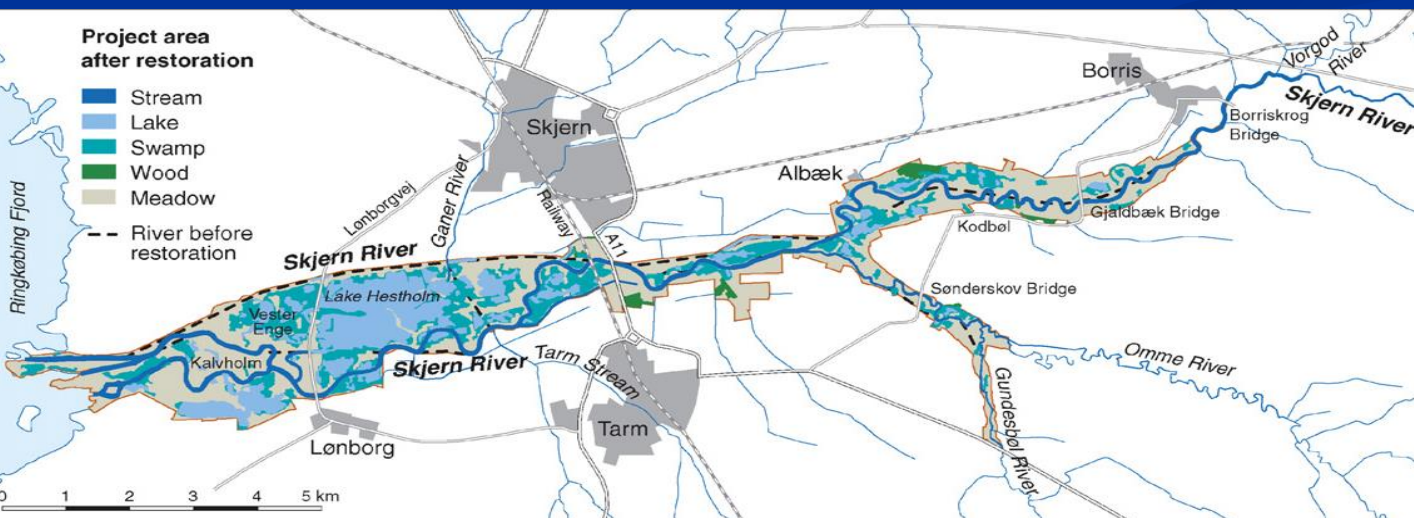 Project area
after restoration
Stream
Lake
Swamp
Wood
Meadow
River before
restoration
Ringkøbing Fjord
Lønborgvej
Ganer River
Skjern
Railway
A11
Skjern River
Lake Hestholm
Vester
Enge
Kalvholm
Skjern River
Lønborg
Tarm Stream
Tarm
Albæk
Borris
Vorgod
River
Skjern River
Borriskrog
Bridge
Gjaldbæk Bridge
Kodbøl
Sønderskov Bridge
Omme River
Gundesbøl River
0 1 2 3 4 5 km